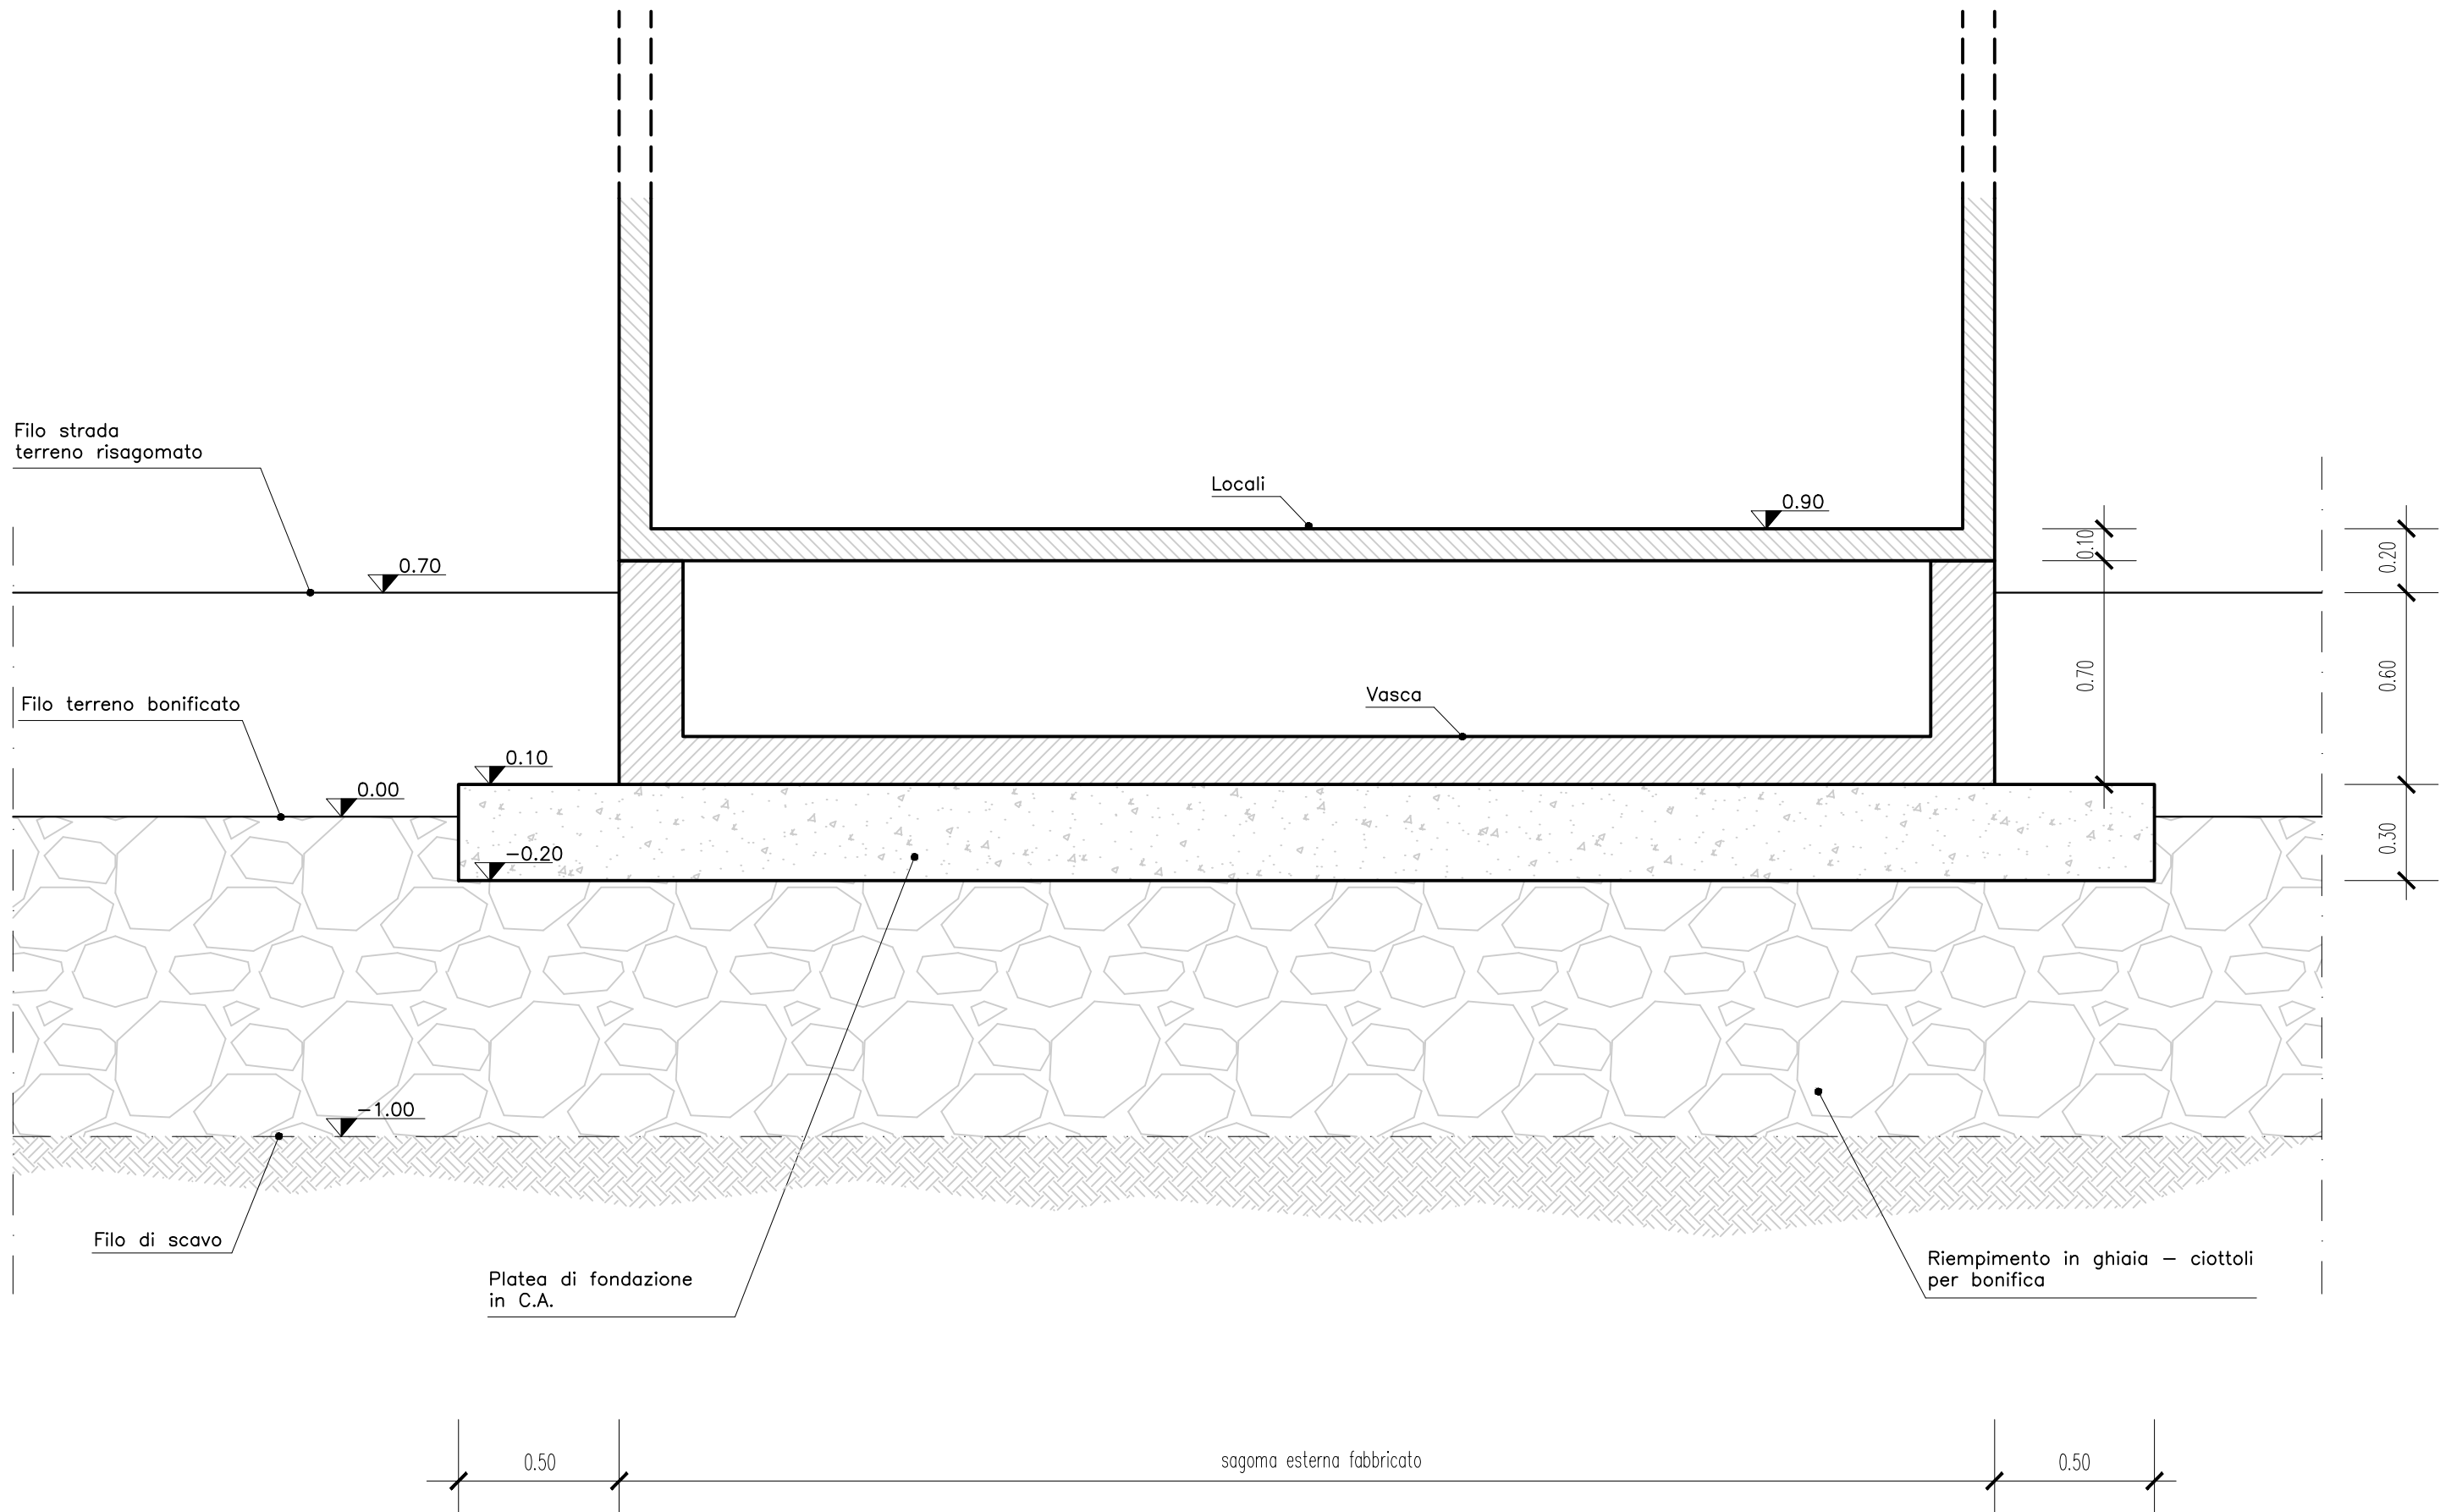 Filo strada
terreno risagomato
Locali
0.90
0.70
0.10
0.20
0.70
0.60
Vasca
Filo terreno bonificato
0.10
0.00
-0.20
0.30
-1.00
Filo di scavo
Platea di fondazione
in C.A.
Riempimento in ghiaia - ciottoli
per bonifica
0.50
sagoma esterna fabbricato
0.50